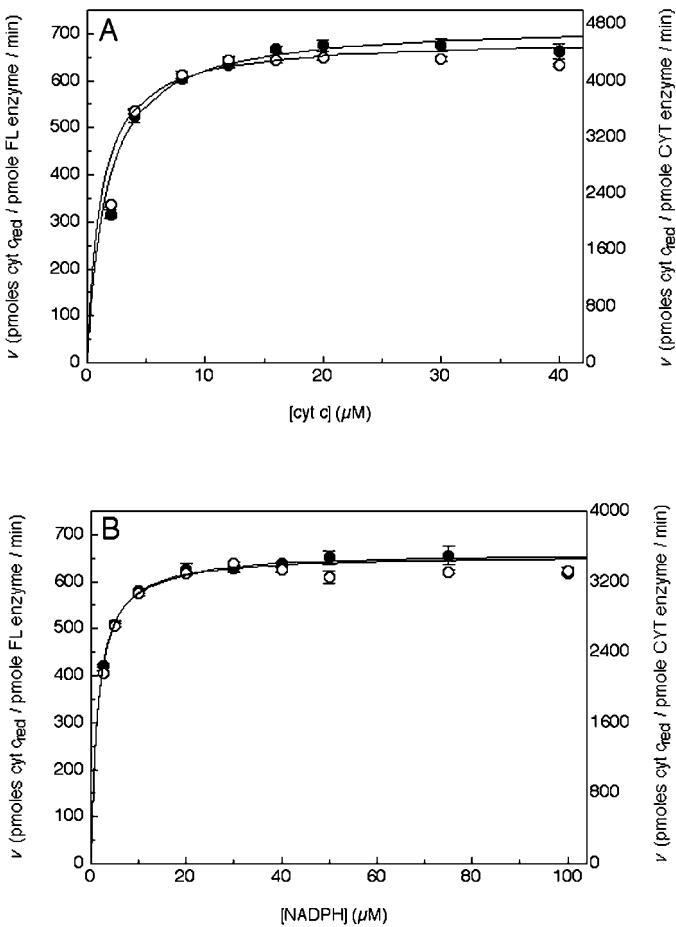 A
ν (pmoles cyt cred / pmole FL enzyme / min)
700
600
500
400
300
200
100
0
4800
4000
3200
2400
1600
800
0
ν (pmoles cyt cred / pmole CYT enzyme / min)
0 10 20 30 40
[cyt c] (μM)
B
ν (pmoles cyt cred / pmole FL enzyme / min)
700
600
500
400
300
200
100
0
4000
3200
2400
1600
800
0
ν (pmoles cyt cred / pmole CYT enzyme / min)
0 20 40 60 80 100
[NADPH] (μM)